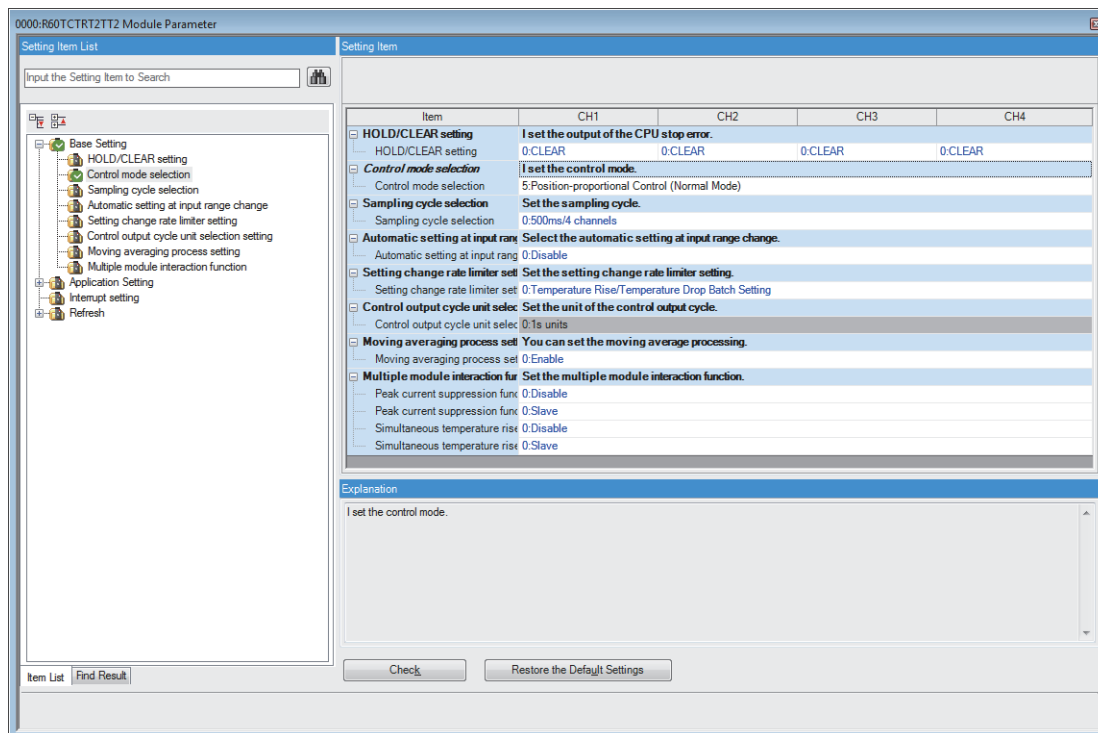 0000:R60TCTRT2TT2 Module Parameter
Setting Item List
Input the Setting Item to Search
Base Setting
HOLD/CLEAR setting
Control mode selection
Sampling cycle selection
Automatic setting at input range change
Setting change rate limiter setting
Control output cycle unit selection setting
Moving averaging process setting
Multiple module interaction function
Application Setting
Interrupt setting
Refresh
Item List Find Result
Setting Item
Item CH1 CH2 CH3 CH4
HOLD/CLEAR setting I set the output of the CPU stop error.
HOLD/CLEAR setting 0:CLEAR 0:CLEAR 0:CLEAR 0:CLEAR
Control mode selection I set the control mode.
Control mode selection 5:Position-proportional Control (Normal Mode)
Sampling cycle selection Set the sampling cycle.
Sampling cycle selection 0:500ms/4 channels
Automatic setting at input rang Select the automatic setting at input range change.
Automatic setting at input rang 0:Disable
Setting change rate limiter sett Set the setting change rate limiter setting.
Setting change rate limiter set 0:Temperature Rise/Temperature Drop Batch Setting
Control output cycle unit selec Set the unit of the control output cycle.
Control output cycle unit selec 0:1s units
Moving averaging process sett You can set the moving average processing.
Moving averaging process set 0:Enable
Multiple module interaction fur Set the multiple module interaction function.
Peak current suppression func 0:Disable
Peak current suppression func 0:Slave
Simultaneous temperature rise 0:Disable
Simultaneous temperature rise 0:Slave
Explanation
I set the control mode.
Check Restore the Default Settings